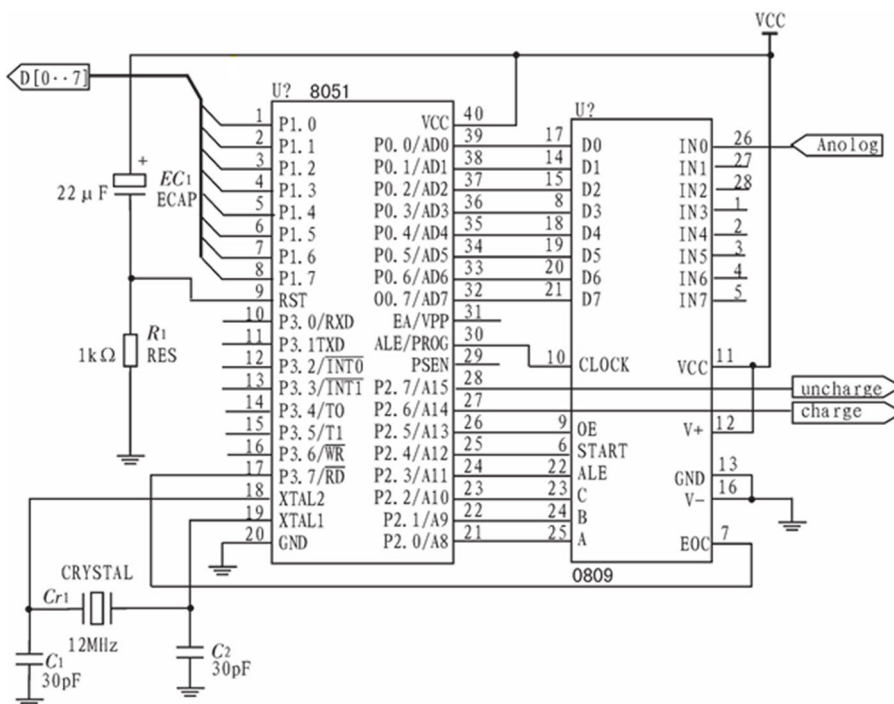 VCC
D[0··7]
U? 8051
U?
1 P1.0
2 P1.1
3 P1.2
4 P1.3
5 P1.4
6 P1.5
7 P1.6
8 P1.7
9 RST
10 P3.0/RXD
11 P3.1TXD
12 P3.2/INT0
13 P3.3/INT1
14 P3.4/T0
15 P3.5/T1
16 P3.6/WR
17 P3.7/RD
18 XTAL2
19 XTAL1
20 GND
VCC 40
P0.0/AD0 39
P0.1/AD1 38
P0.2/AD2 37
P0.3/AD3 36
P0.4/AD4 35
P0.5/AD5 34
P0.6/AD6 33
O0.7/AD7 32
EA/VPP 31
ALE/PROG 30
PSEN 29
P2.7/A15 28
P2.6/A14 27
P2.5/A13 26
P2.4/A12 25
P2.3/A11 24
P2.2/A10 23
P2.1/A9 22
P2.0/A8 21
17 D0
14 D1
15 D2
8 D3
18 D4
19 D5
20 D6
21 D7
10 CLOCK
9 OE
6 START
22 ALE
23 C
24 B
25 A
IN0 26
IN1 27
IN2 28
IN3 1
IN4 2
IN5 3
IN6 4
IN7 5
VCC 11
V+ 12
GND 13
V- 16
EOC 7
0809
Anolog
uncharge
charge
+
22μF
EC1
ECAP
1kΩ
R1
RES
CRYSTAL
Cr1
12MHz
C1
30pF
C2
30pF